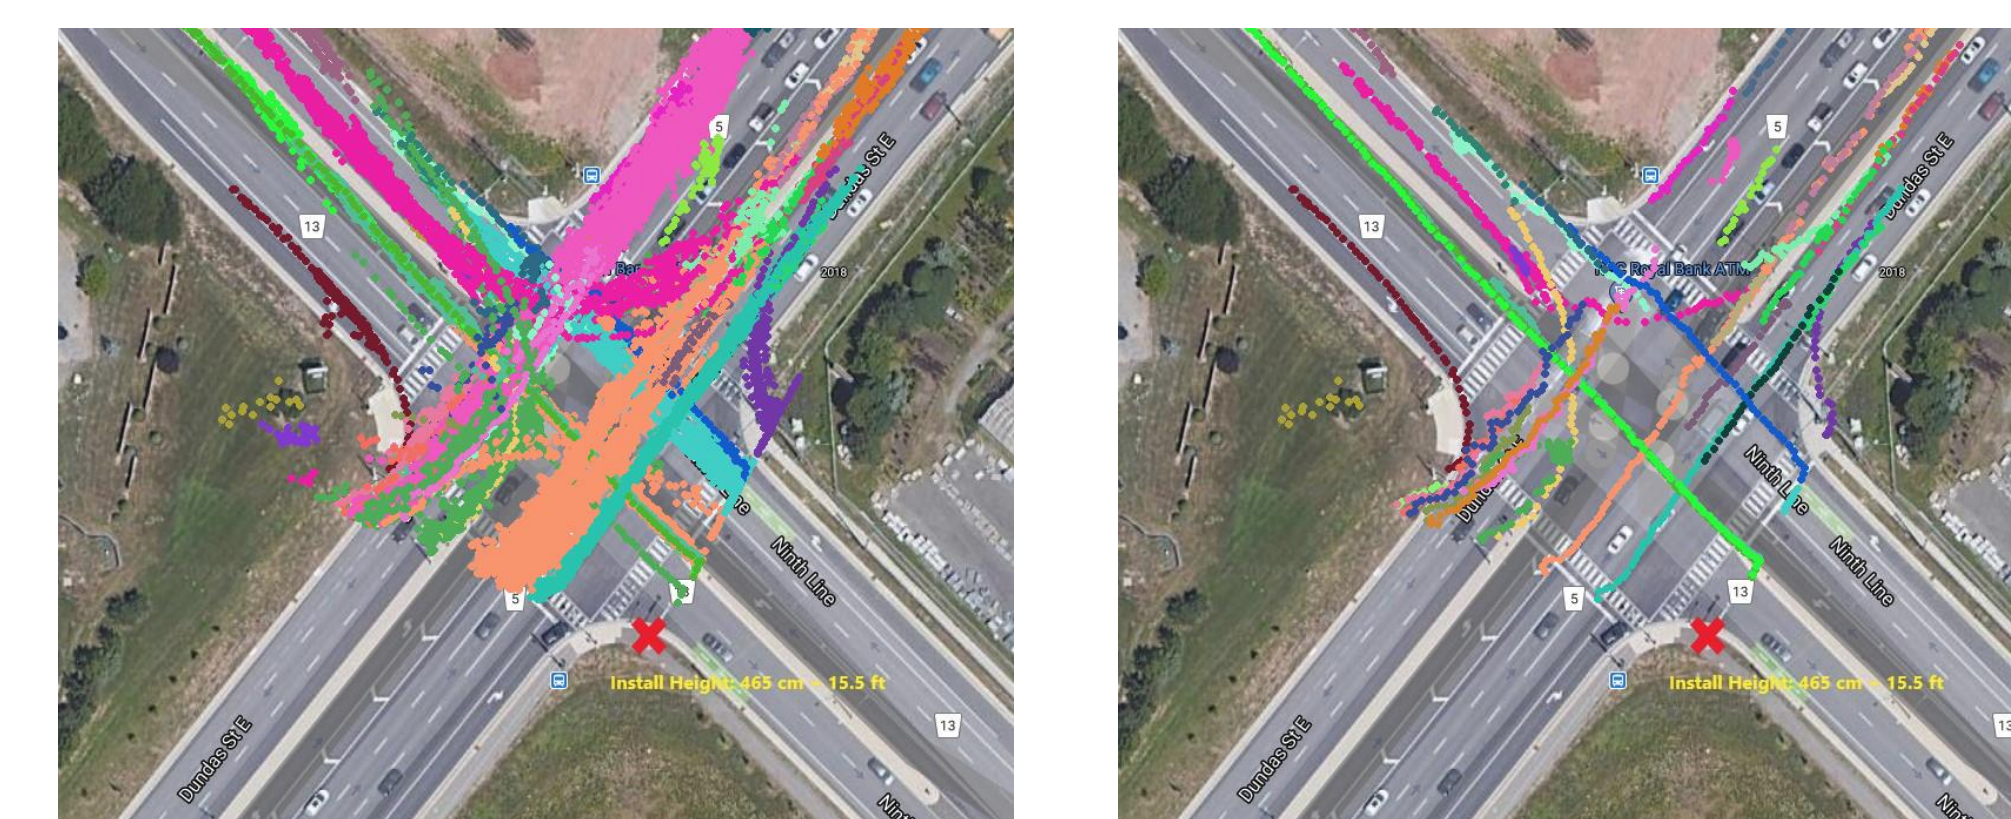 5
Dundas St E
13
2018
Ninth Line
5
13
Install Height: 465 cm = 15.5 ft
13
Dundas St E
5
Dundas St E
13
Royal Bank ATM
2018
Ninth Line
Ninth Line
5
13
Install Height: 465 cm = 15.5 ft
13
Dundas St E